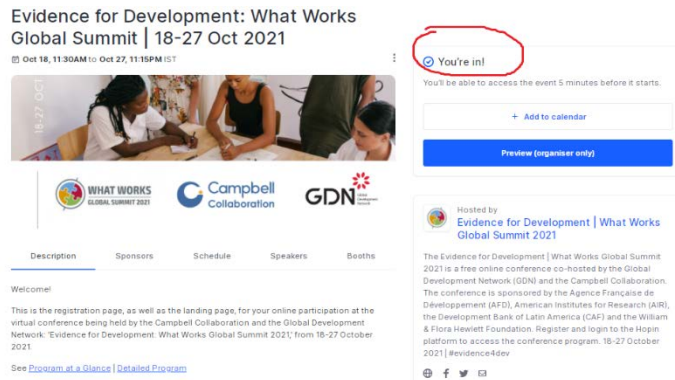 Evidence for Development: What Works
Global Summit | 18-27 Oct 2021
Oct 18, 11:30AM to Oct 27, 11:15PM IST
18-27 OCT
WHAT WORKS
GLOBAL SUMMIT 2021
Campbell
Collaboration
GDN
Global
Development
Network
Description Sponsors Schedule Speakers Booths
Welcome!
This is the registration page, as well as the landing page, for your online participation at the
virtual conference being held by the Campbell Collaboration and the Global Development
Network: 'Evidence for Development: What Works Global Summit 2021,' from 18-27 October
2021.
See Program at a Glance | Detailed Program
You're in!
You'll be able to access the event 5 minutes before it starts.
+ Add to calendar
Preview (organiser only)
Hosted by
Evidence for Development | What Works
Global Summit 2021
The Evidence for Development | What Works Global Summit
2021 is a free online conference co-hosted by the Global
Development Network (GDN) and the Campbell Collaboration.
The conference is sponsored by the Agence Française de
Développement (AFD), American Institutes for Research (AIR),
the Development Bank of Latin America (CAF) and the William
& Flora Hewlett Foundation. Register and login to the Hopin
platform to access the conference program. 18-27 October
2021 | #evidence4dev